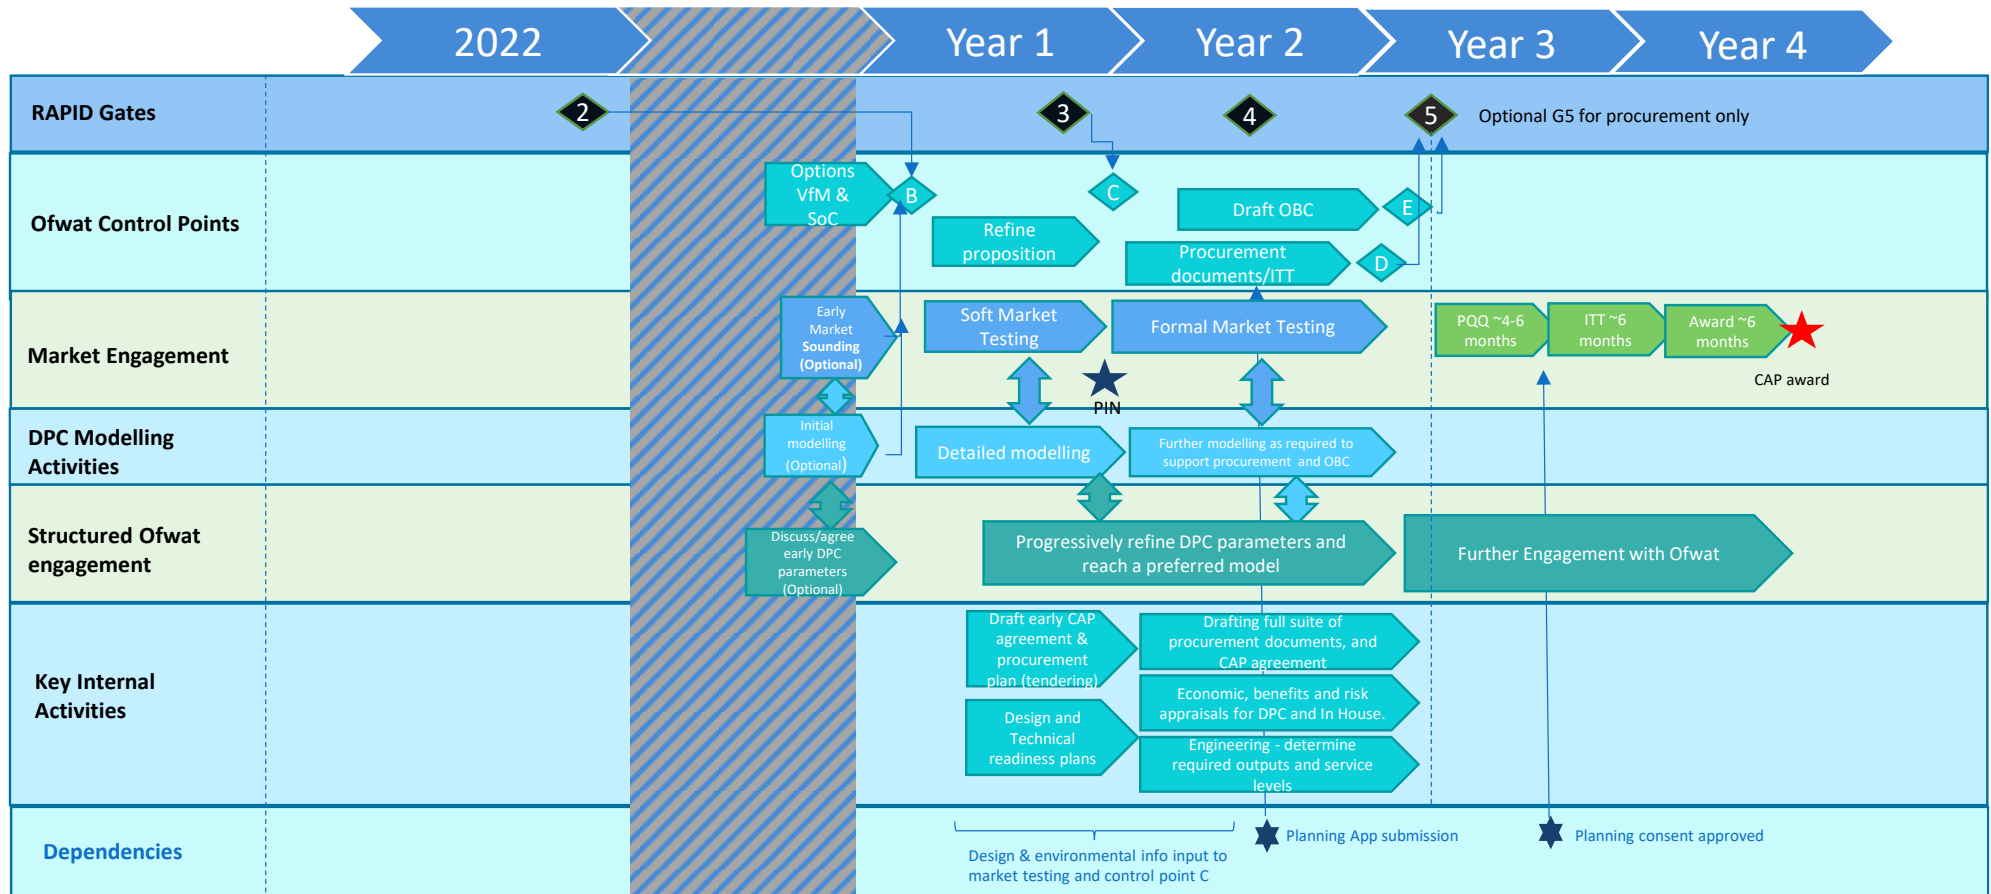 2022
Year 1
Year 2
Year 3
Year 4
RAPID Gates
2
3
4
5
Optional G5 for procurement only
Ofwat Control Points
Options
VfM &
SoC
B
Refine
proposition
C
Draft OBC
E
Procurement
documents/ITT
D
Market Engagement
Early
Market
Sounding
(Optional)
Soft Market
Testing
PIN
Formal Market Testing
PQQ ~4-6
months
ITT ~6
months
Award ~6
months
CAP award
DPC Modelling
Activities
Initial
modelling
(Optional)
Detailed modelling
Further modelling as required to
support procurement and OBC
Structured Ofwat
engagement
Discuss/agree
early DPC
parameters
(Optional)
Progressively refine DPC parameters and
reach a preferred model
Further Engagement with Ofwat
Key Internal
Activities
Draft early CAP
agreement &
procurement
plan (tendering)
Drafting full suite of
procurement documents, and
CAP agreement
Design and
Technical
readiness plans
Economic, benefits and risk
appraisals for DPC and In House.
Engineering - determine
required outputs and service
levels
Dependencies
Design & environmental info input to
market testing and control point C
Planning App submission
Planning consent approved